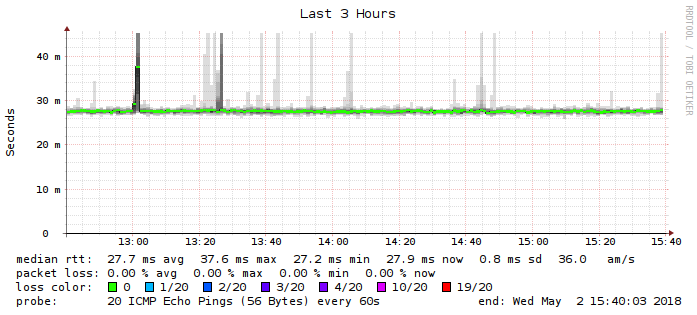 Last 3 Hours
RRDTOOL / TOBI OETIKER
Seconds
40 m
30 m
20 m
10 m
0
13:00 13:20 13:40 14:00 14:20 14:40 15:00 15:20 15:40
median rtt: 27.7 ms avg 37.6 ms max 27.2 ms min 27.9 ms now 0.8 ms sd 36.0 am/s
packet loss: 0.00 % avg 0.00 % max 0.00 % min 0.00 % now
loss color: 0 1/20 2/20 3/20 4/20 10/20 19/20
probe: 20 ICMP Echo Pings (56 Bytes) every 60s end: Wed May 2 15:40:03 2018